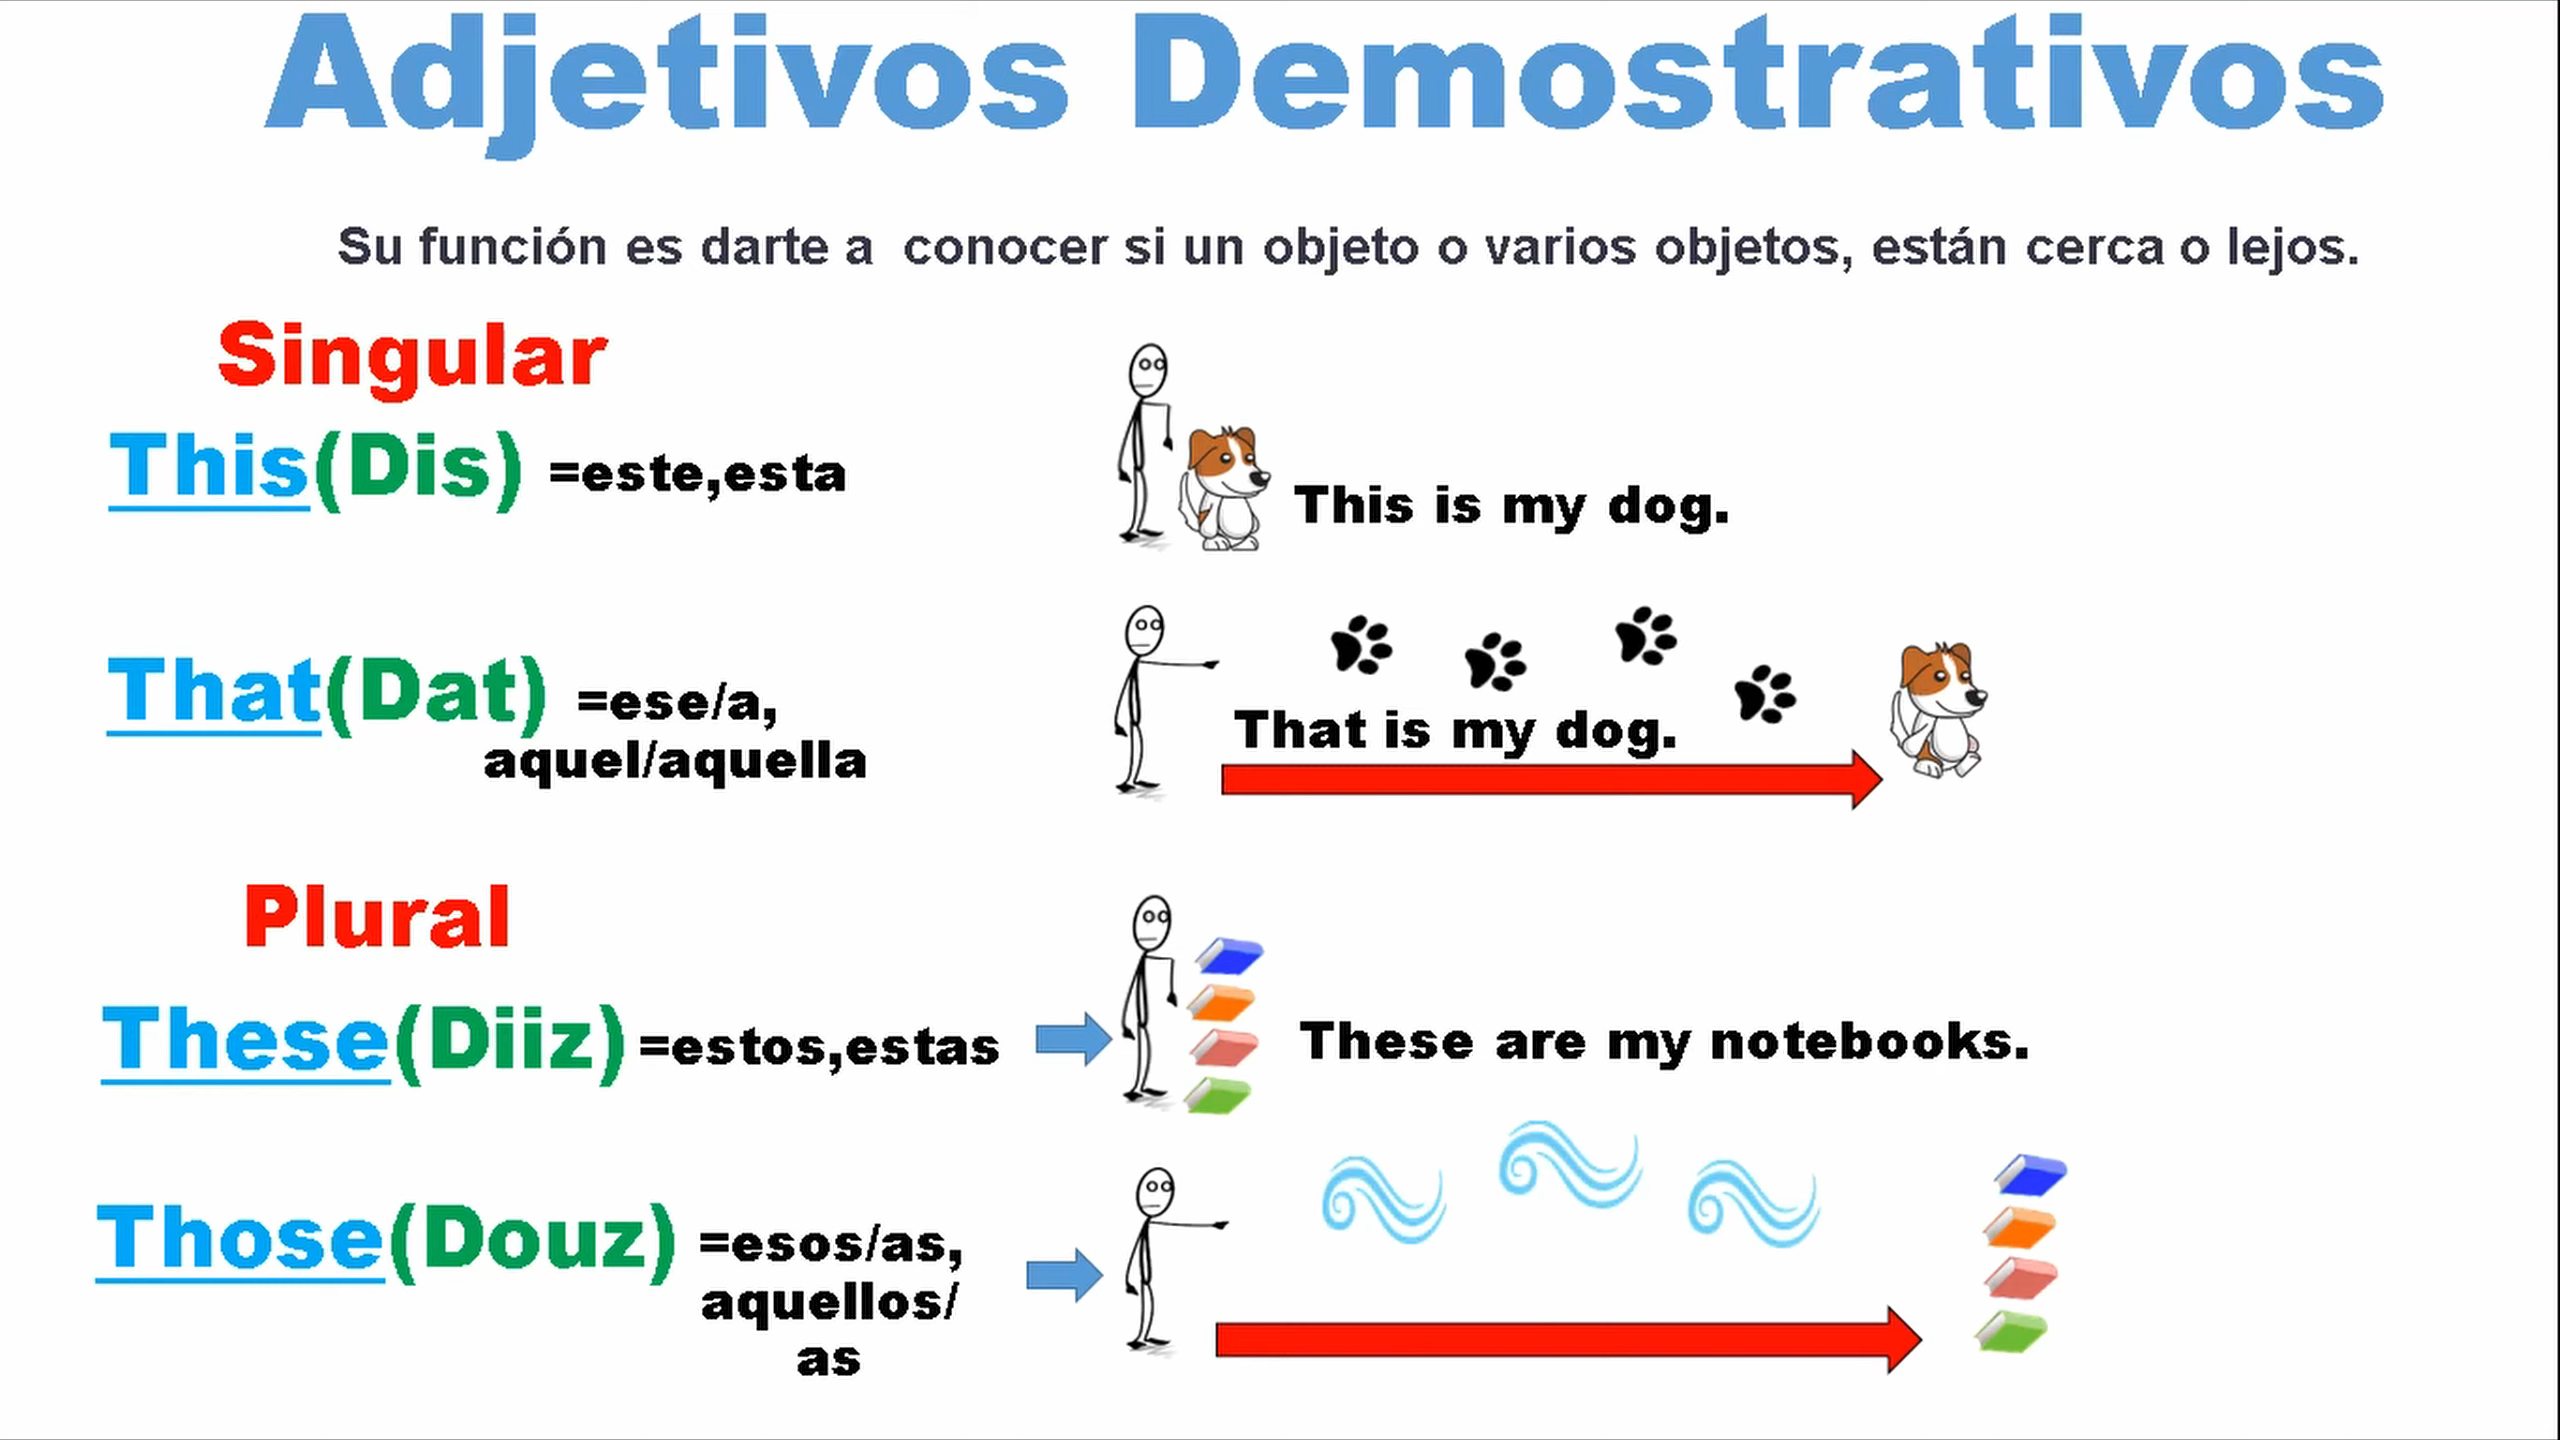 Adjetivos Demostrativos
Su función es darte a conocer si un objeto o varios objetos, están cerca o lejos.
Singular
This(Dis) =este,esta
This is my dog.
That(Dat) =ese/a,
aquel/aquella
That is my dog.
Plural
These(Diiz) =estos,estas
These are my notebooks.
Those(Douz) =esos/as,
aquellos/
as